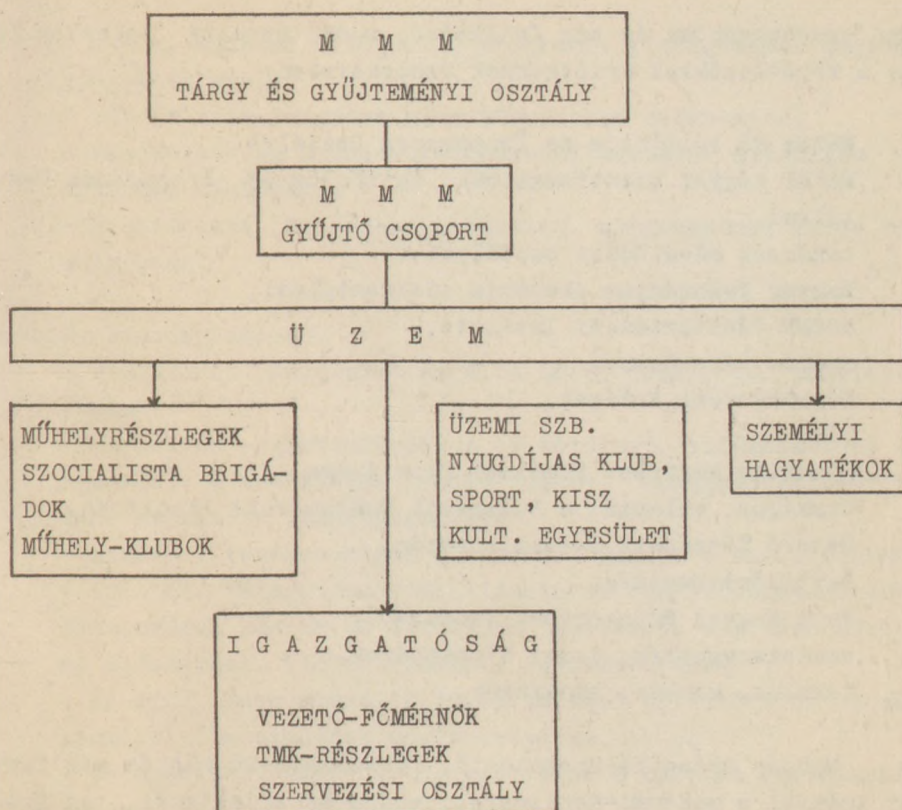 M M M
TÁRGY ÉS GYÜJTEMÉNYI OSZTÁLY
M M M
GYŰJTŐ CSOPORT
Ü Z E M
MŰHELYRÉSZLEGEK
SZOCIALISTA BRIGÁ-
DOK
MŰHELY-KLUBOK
ÜZEMI SZB.
NYUGDÍJAS KLUB,
SPORT, KISZ
KULT. EGYESÜLET
SZEMÉLYI
HAGYATÉKOK
I G A Z G A T Ó S Á G
VEZETŐ-FŐMÉRNÖK
TMK-RÉSZLEGEK
SZERVEZÉSI OSZTÁLY